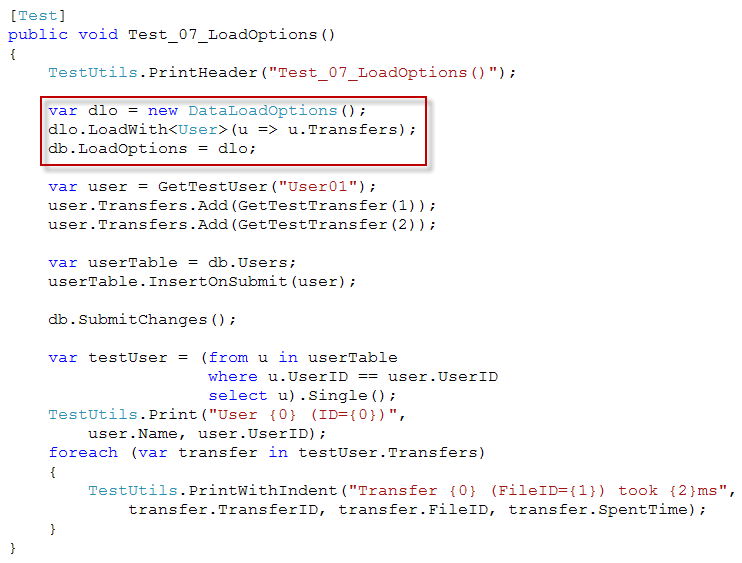 [Test]
public void Test_07_LoadOptions()
{
    TestUtils.PrintHeader("Test_07_LoadOptions()");
    var dlo = new DataLoadOptions();
    dlo.LoadWith<User>(u => u.Transfers);
    db.LoadOptions = dlo;
    var user = GetTestUser("User01");
    user.Transfers.Add(GetTestTransfer(1));
    user.Transfers.Add(GetTestTransfer(2));
    var userTable = db.Users;
    userTable.InsertOnSubmit(user);
    db.SubmitChanges();
    var testUser = (from u in userTable
                    where u.UserID == user.UserID
                    select u).Single();
    TestUtils.Print("User {0} (ID={0})",
        user.Name, user.UserID);
    foreach (var transfer in testUser.Transfers)
    {
        TestUtils.PrintWithIndent("Transfer {0} (FileID={1}) took {2}ms",
            transfer.TransferID, transfer.FileID, transfer.SpentTime);
    }
}